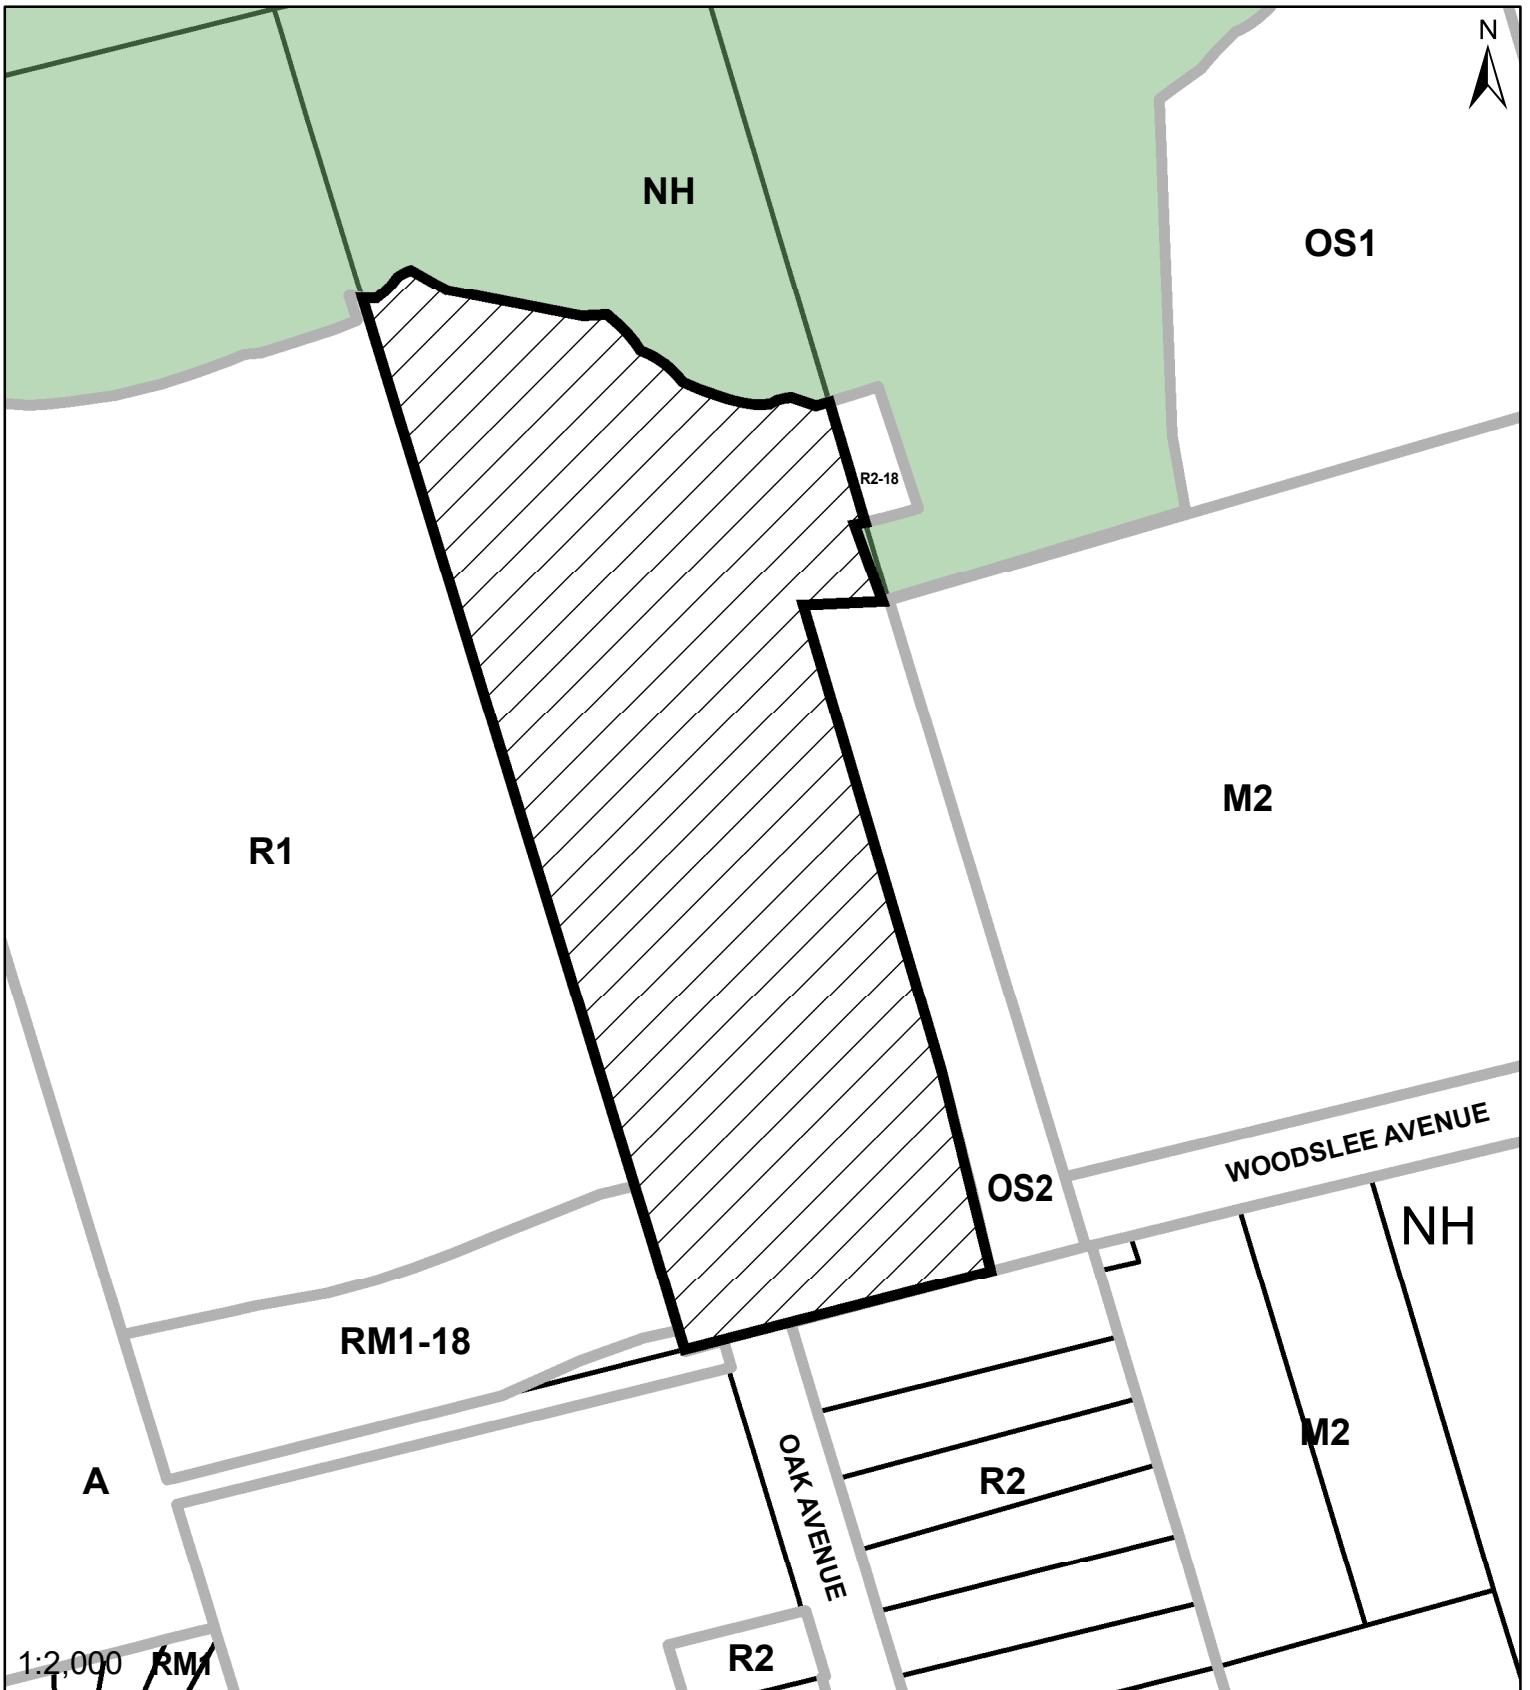 N
NH
OS1
R2-18
M2
R1
WOODSLEE AVENUE
OS2
NH
RM1-18
M2
A
OAK AVENUE
R2
R2
1:2,000
RM1